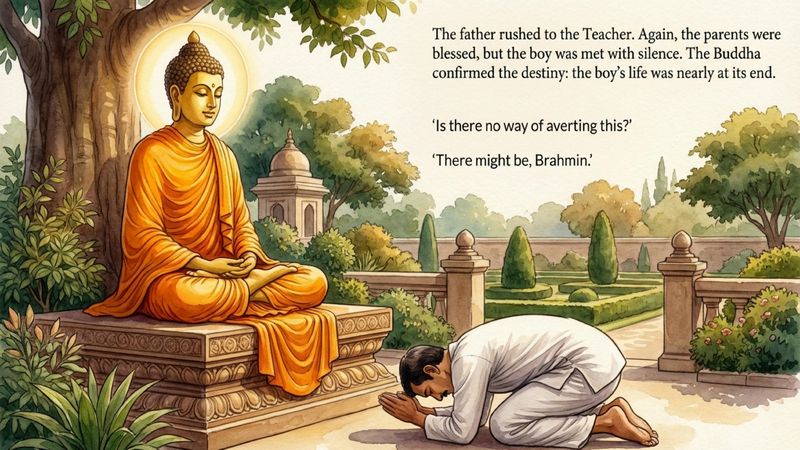 The father rushed to the Teacher. Again, the parents were
blessed, but the boy was met with silence. The Buddha
confirmed the destiny: the boy’s life was nearly at its end.
‘Is there no way of averting this?’
‘There might be, Brahmin.’